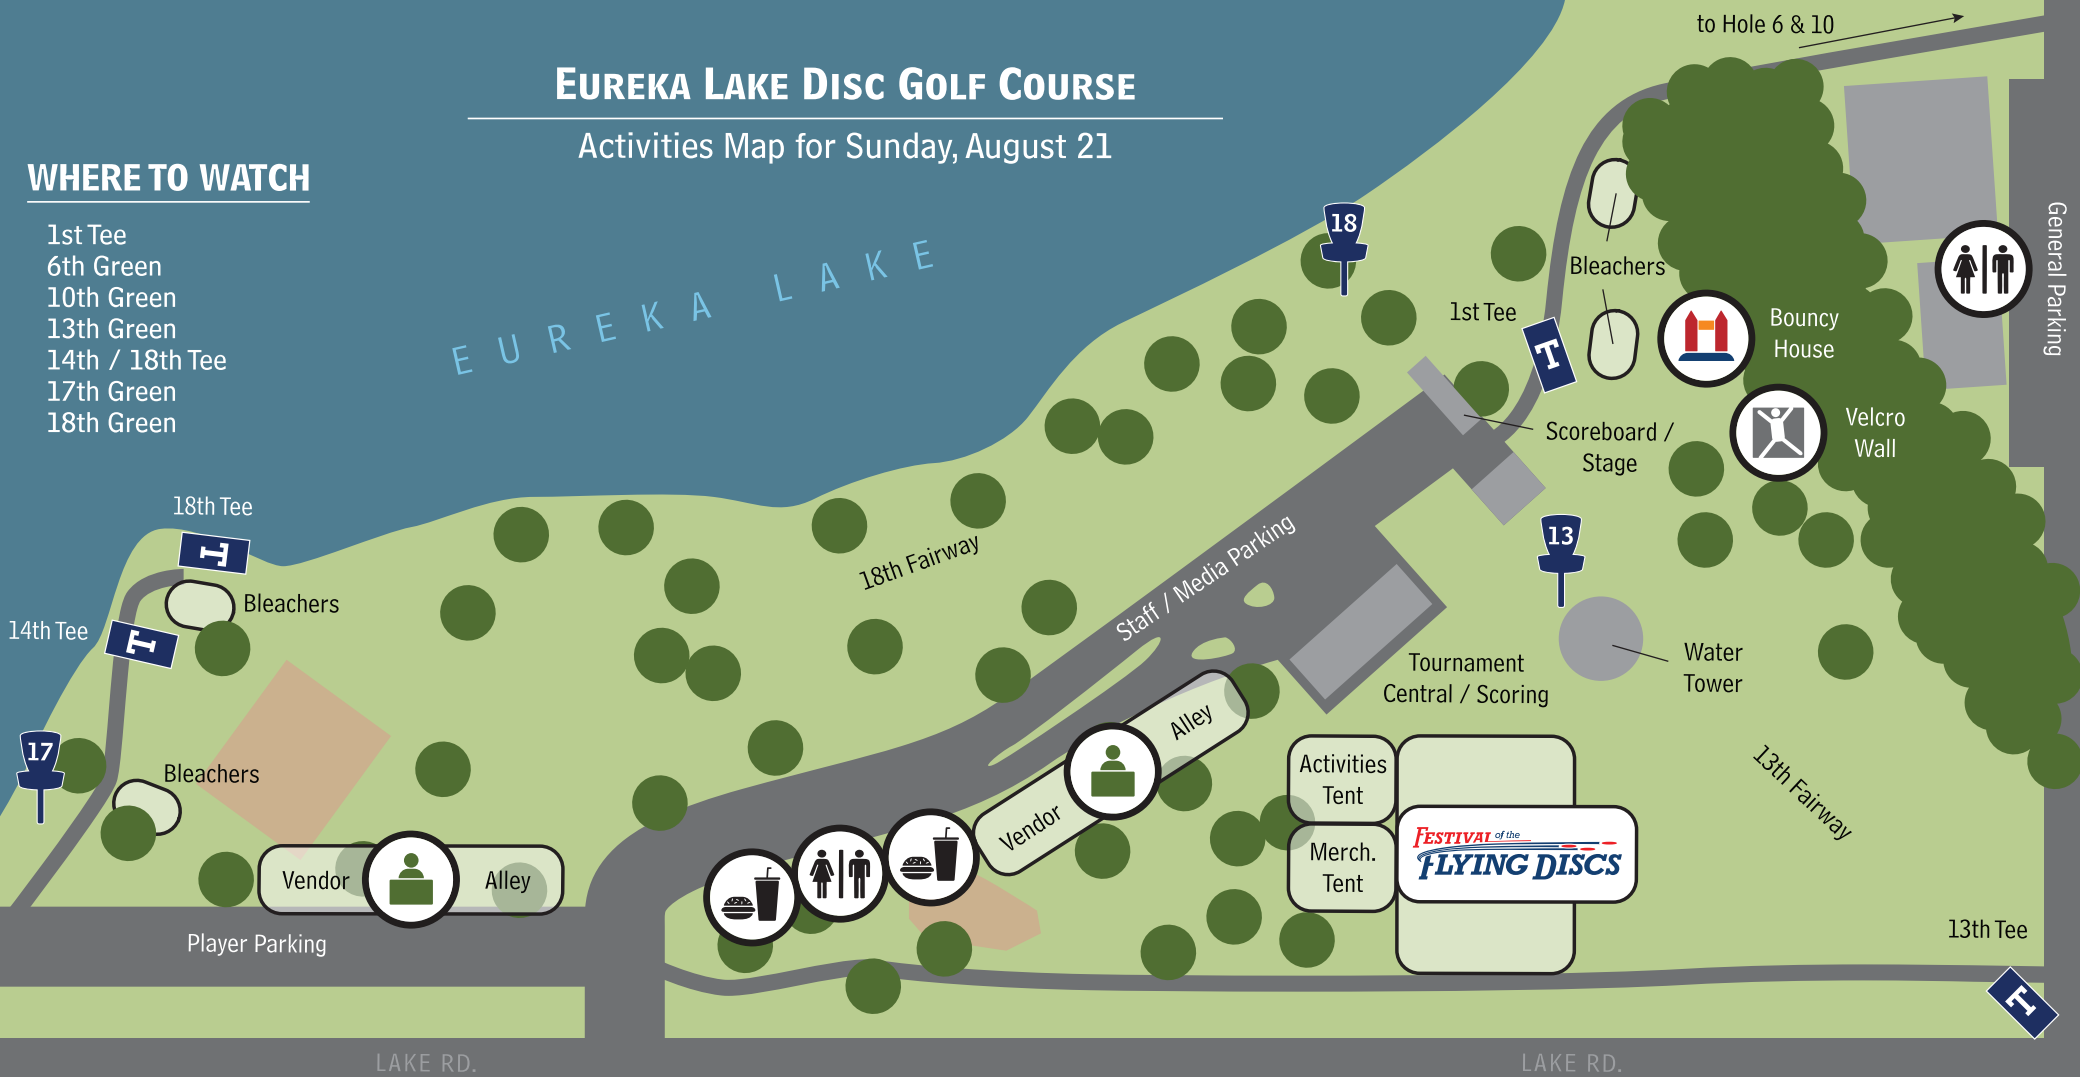 Eureka Lake Disc Golf Course
Activities Map for Sunday, August 21
to Hole 6 & 10
WHERE TO WATCH
1st Tee
6th Green
10th Green
13th Green
14th / 18th Tee
17th Green
18th Green
EUREKA LAKE
18
Bleachers
1st Tee
General Parking
Bouncy
House
Velcro
Wall
Scoreboard /
Stage
18th Tee
T
T
Bleachers
14th Tee
T
18th Fairway
Staff / Media Parking
13
Water
Tower
Tournament
Central / Scoring
17
Bleachers
Vendor Alley
Activities
Tent
Merch.
Tent
FESTIVAL of the
FLYING DISCS
13th Fairway
Vendor Alley
Player Parking
13th Tee
T
LAKE RD.
LAKE RD.